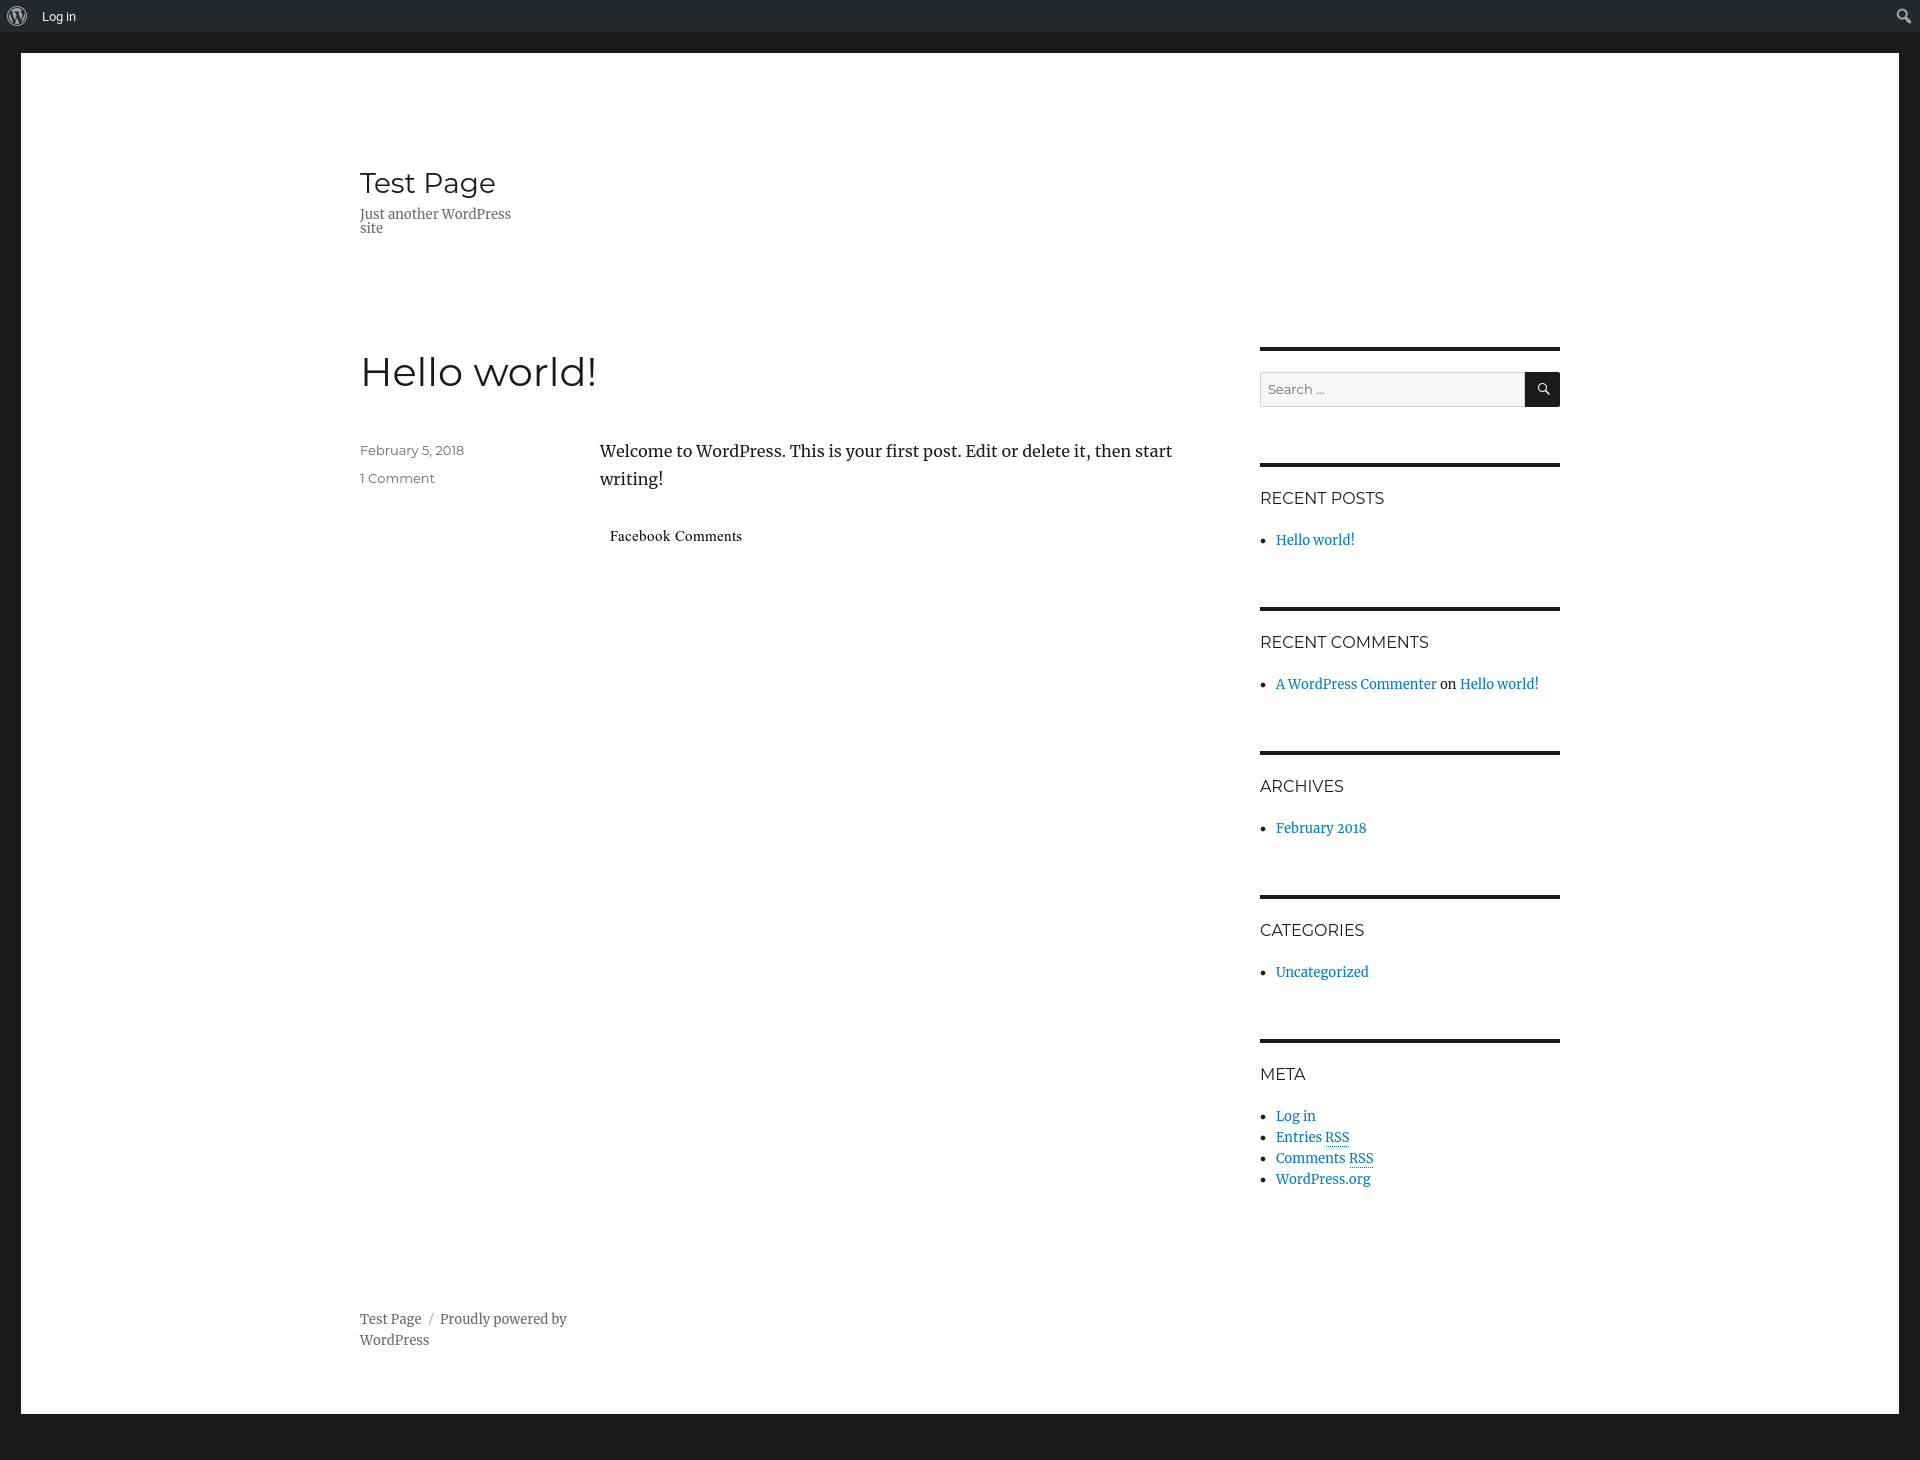 Log in
Test Page
Just another WordPress
site
Hello world!
February 5, 2018
1 Comment
Welcome to WordPress. This is your first post. Edit or delete it, then start
writing!
Facebook Comments
Search …
RECENT POSTS
Hello world!
RECENT COMMENTS
A WordPress Commenter on Hello world!
ARCHIVES
February 2018
CATEGORIES
Uncategorized
META
Log in
Entries RSS
Comments RSS
WordPress.org
Test Page / Proudly powered by
WordPress